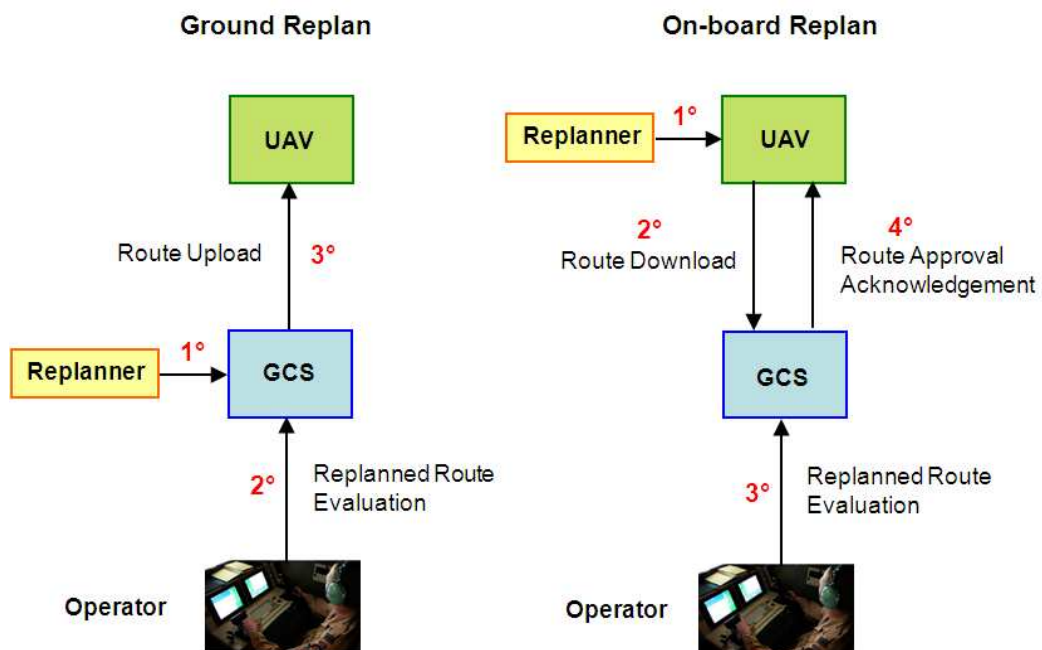 Ground Replan
UAV
Route Upload
3°
Replanner
1°
GCS
2°
Replanned Route
Evaluation
Operator
On-board Replan
Replanner
1°
UAV
2°
Route Download
4°
Route Approval
Acknowledgement
GCS
3°
Replanned Route
Evaluation
Operator